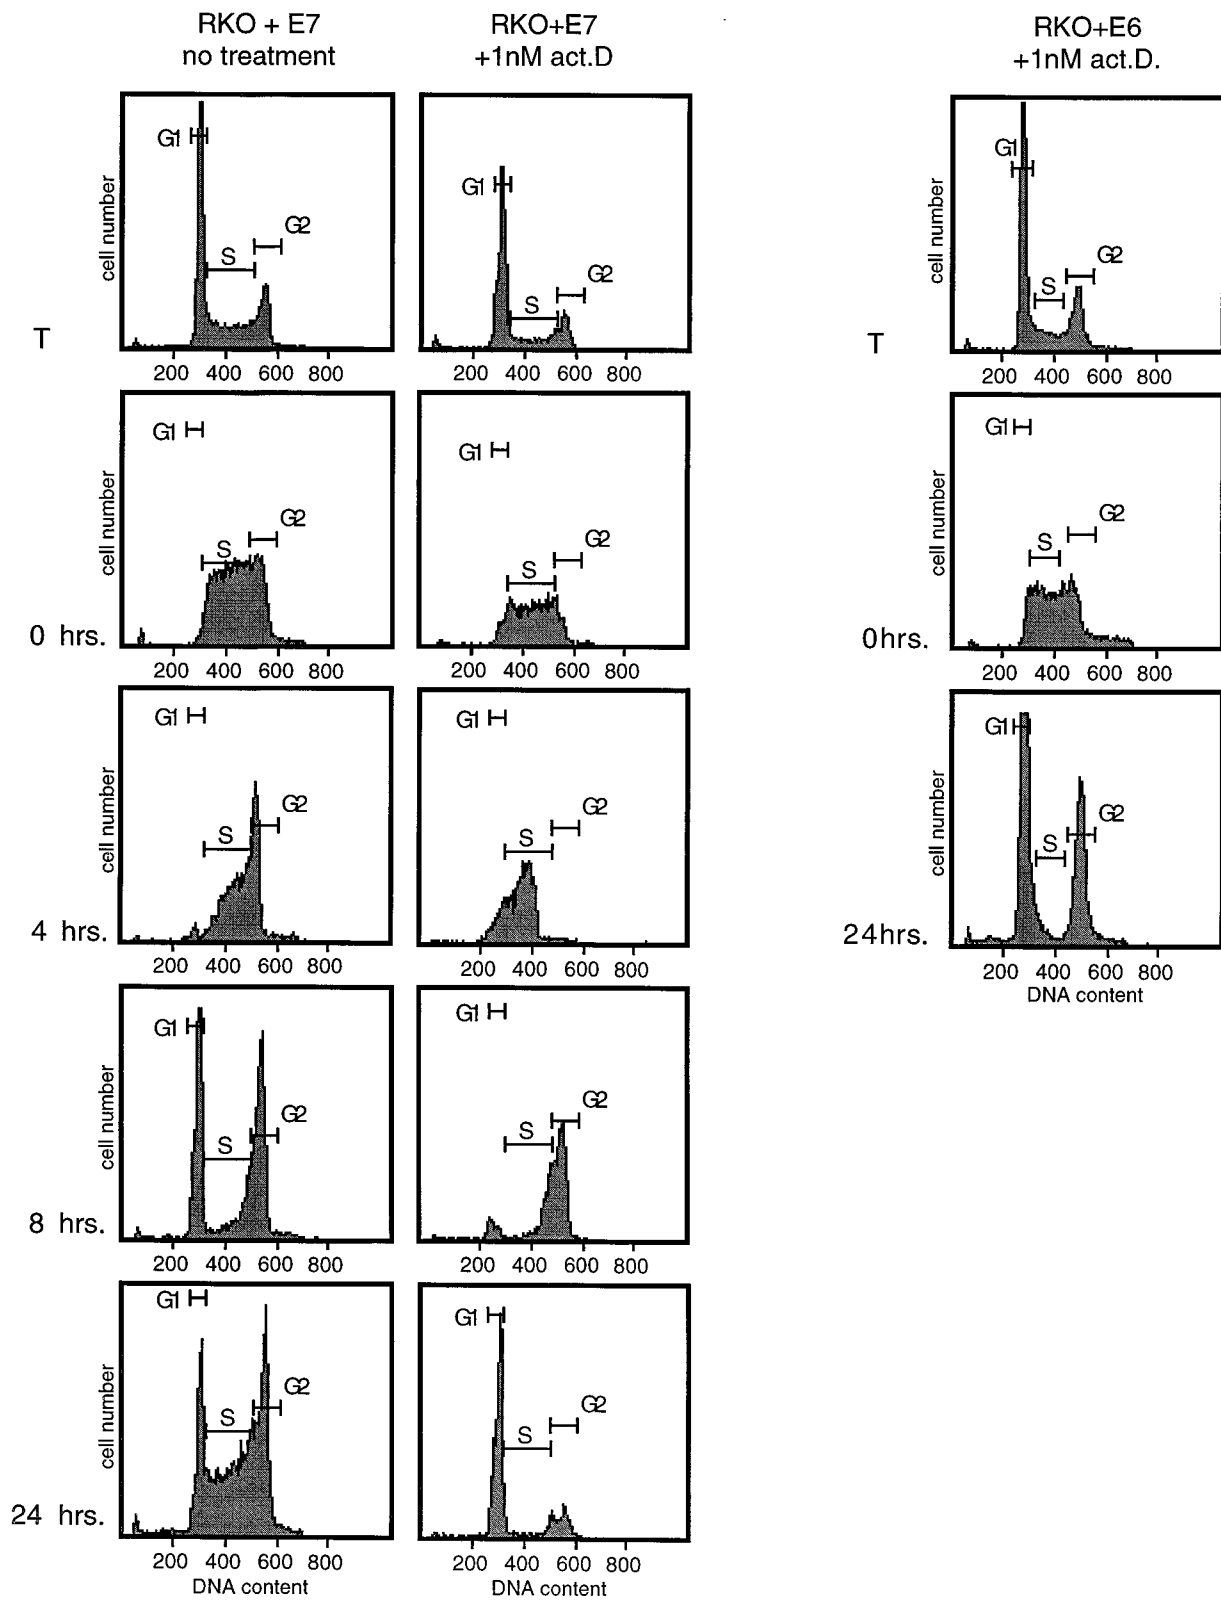 RKO + E7
no treatment
RKO+E7
+1nM act.D
RKO+E6
+1nM act.D.
T
cell number
G1
S
G2
200 400 600 800
G1
S
G2
200 400 600 800
T
cell number
G1
S
G2
200 400 600 800
0 hrs.
cell number
G1
S
G2
200 400 600 800
G1
S
G2
200 400 600 800
0hrs.
cell number
G1
S
G2
200 400 600 800
4 hrs.
cell number
G1
S
G2
200 400 600 800
G1
S
G2
200 400 600 800
24hrs.
cell number
G1
S
G2
200 400 600 800
DNA content
8 hrs.
cell number
G1
S
G2
200 400 600 800
G1
S
G2
200 400 600 800
24 hrs.
cell number
G1
S
G2
200 400 600 800
DNA content
G1
S
G2
200 400 600 800
DNA content